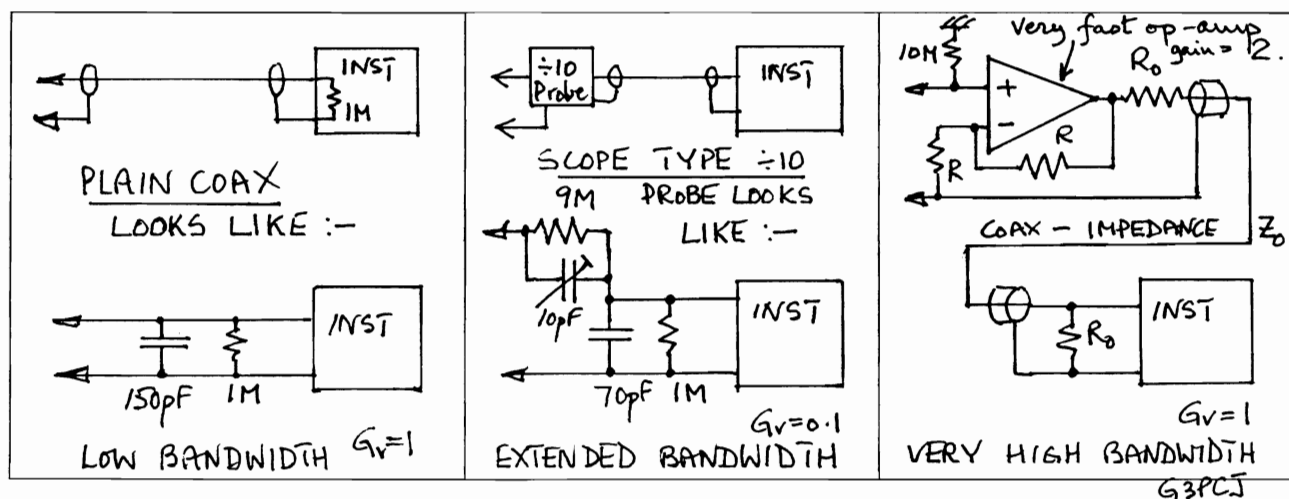 INST
1M
PLAIN COAX
LOOKS LIKE :-
INST
150pF 1M
LOW BANDWIDTH Gv=1
÷10
Probe
INST
SCOPE TYPE ÷10
PROBE LOOKS
LIKE :-
9M
10pF
INST
70pF 1M
Gv=0.1
EXTENDED BANDWIDTH
very fast op-amp
gain = 2.
10M
R0
+
-
R
R
COAX - IMPEDANCE Z0
INST
R0
Gv=1
VERY HIGH BANDWIDTH
G3PCJ